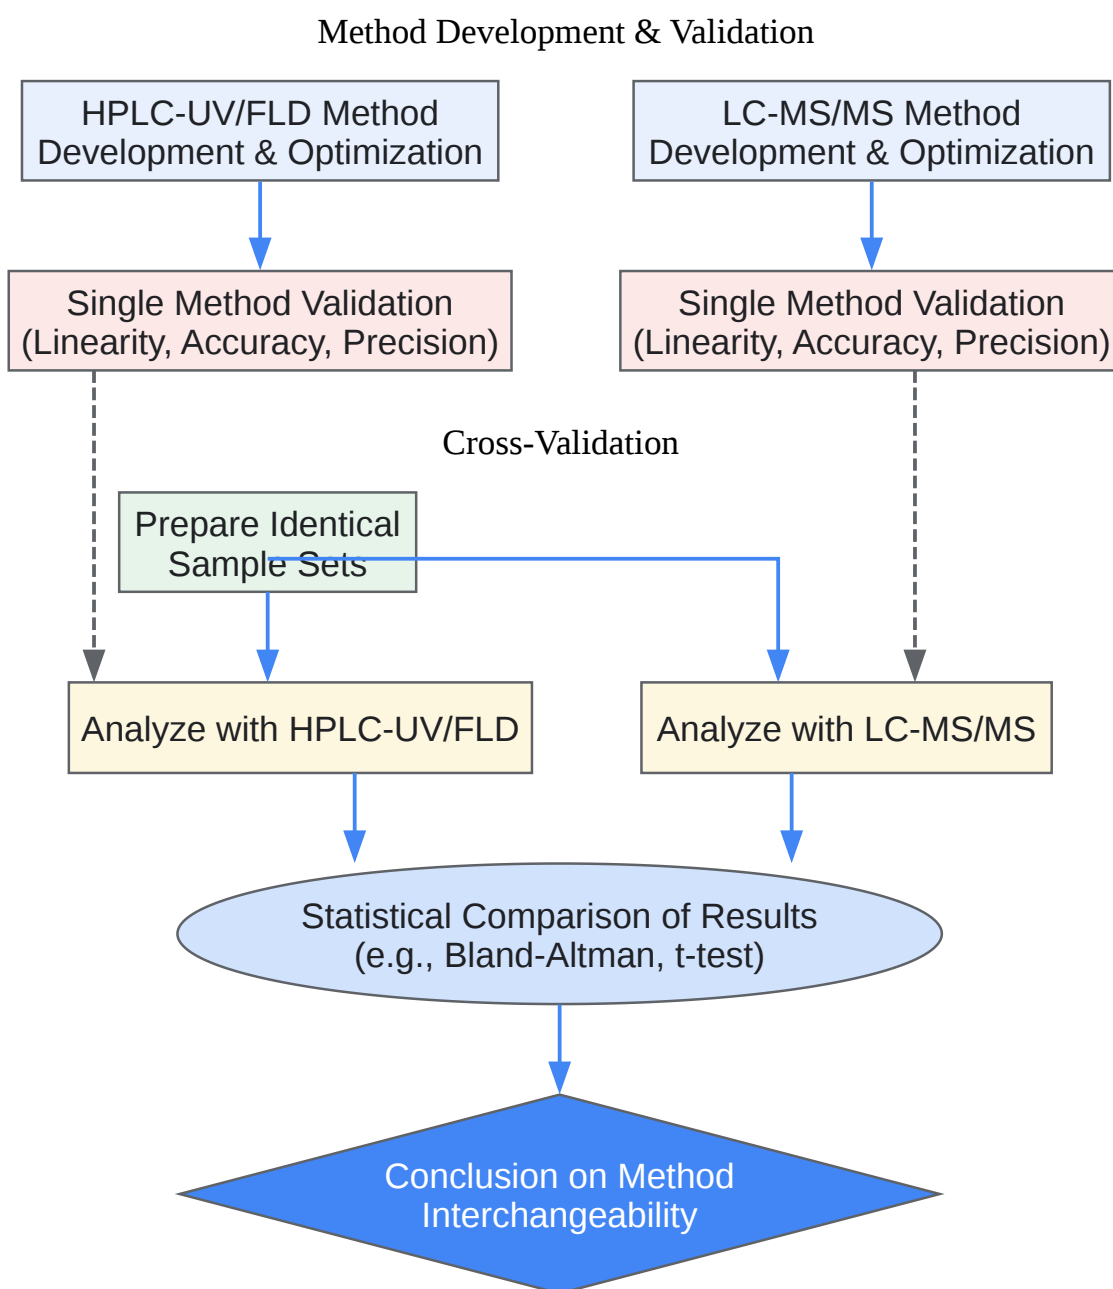 Method Development & Validation
HPLC-UV/FLD Method
Development & Optimization
LC-MS/MS Method
Development & Optimization
Single Method Validation
(Linearity, Accuracy, Precision)
Single Method Validation
(Linearity, Accuracy, Precision)
Cross-Validation
Prepare Identical
Sample Sets
Analyze with HPLC-UV/FLD
Analyze with LC-MS/MS
Statistical Comparison of Results
(e.g., Bland-Altman, t-test)
Conclusion on Method
Interchangeability